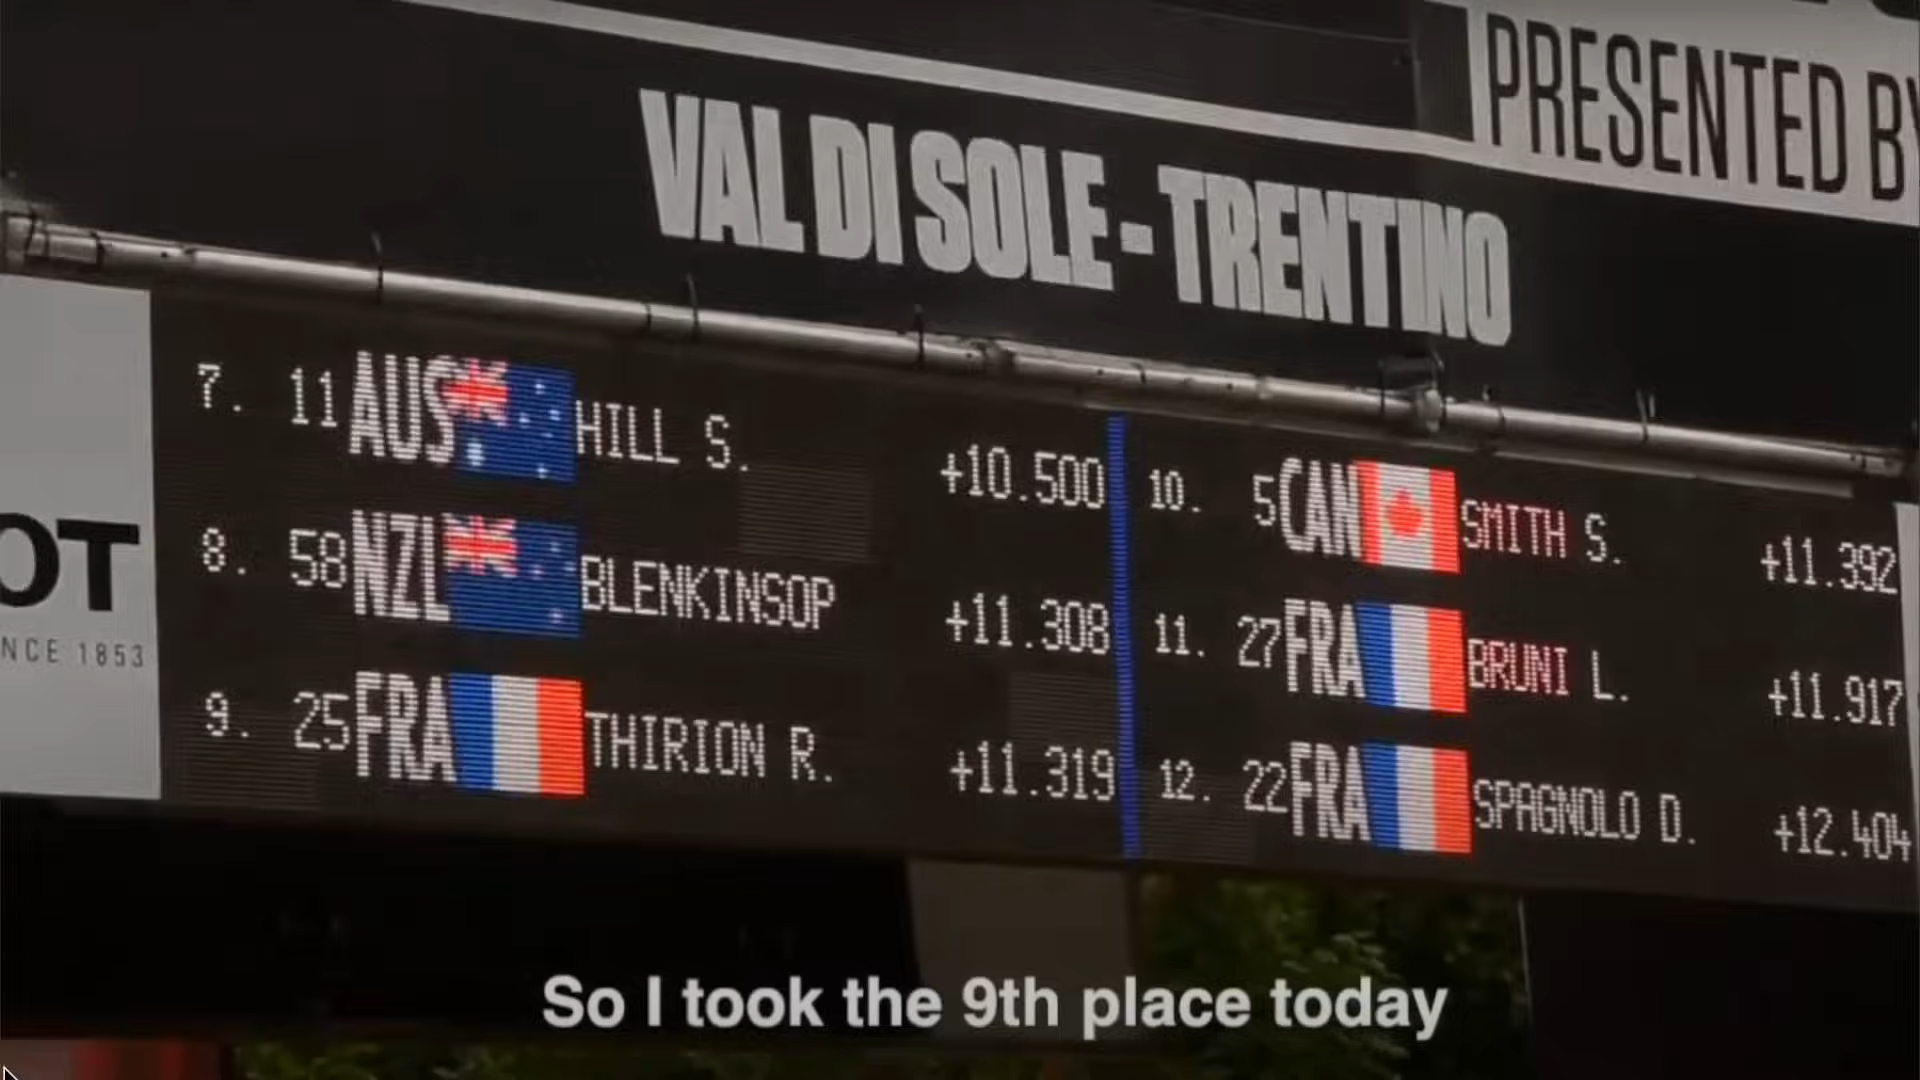 PRESENTED BY
VAL DI SOLE - TRENTINO
7. 11 AUS HILL S. +10.500
8. 58 NZL BLENKINSOP +11.308
9. 25 FRA THIRION R. +11.319
10. 5 CAN SMITH S. +11.392
11. 27 FRA BRUNI L. +11.917
12. 22 FRA SPAGNOLO D. +12.404
OT
NCE 1853
So I took the 9th place today